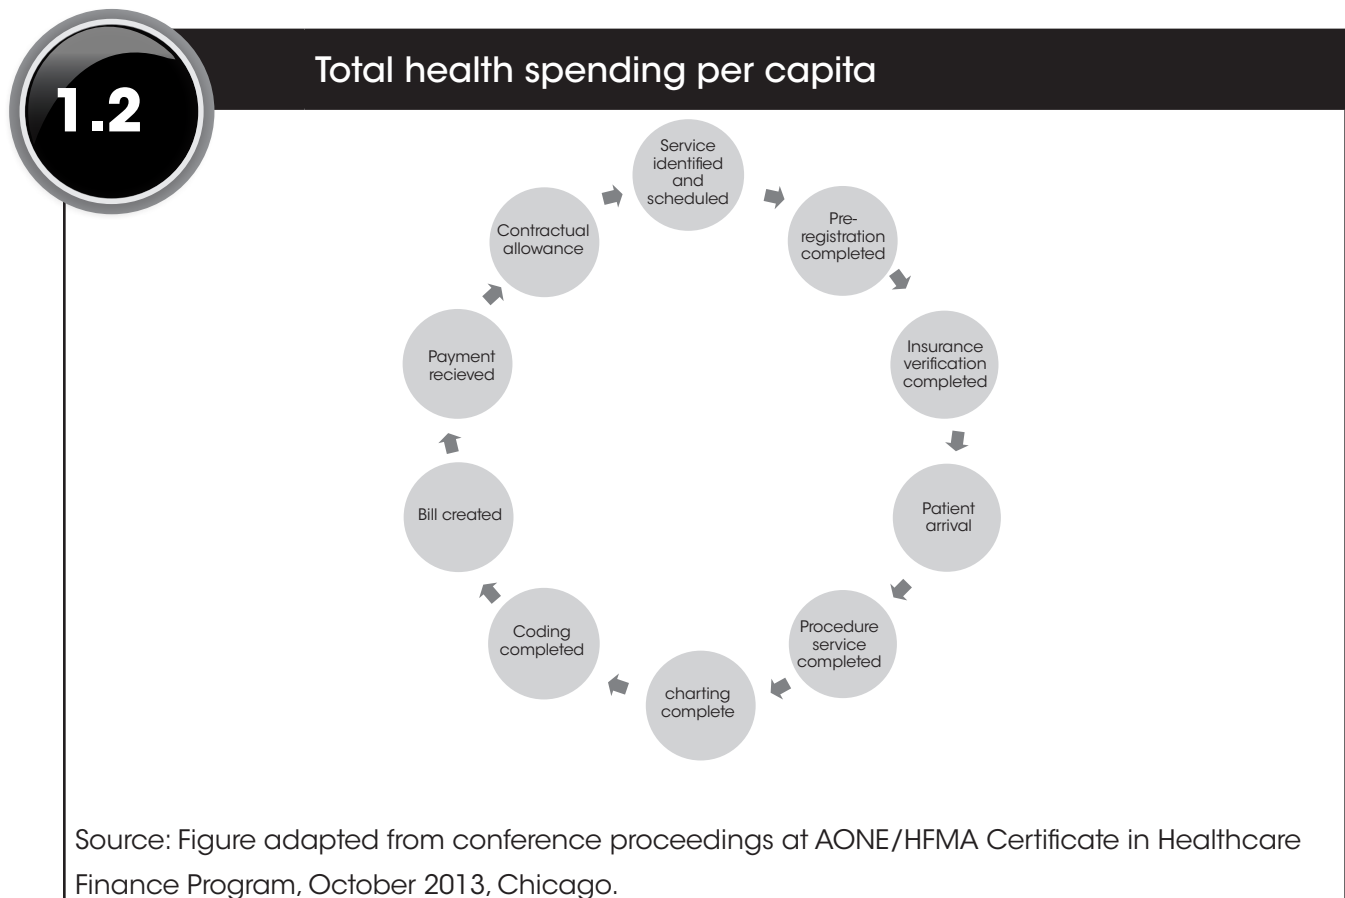 1.2
Total health spending per capita
Service
identified
and
scheduled
Pre-
registration
completed
Insurance
verification
completed
Patient
arrival
Procedure
service
completed
charting
complete
Coding
completed
Bill created
Payment
recieved
Contractual
allowance
Source: Figure adapted from conference proceedings at AONE/HFMA Certificate in Healthcare
Finance Program, October 2013, Chicago.